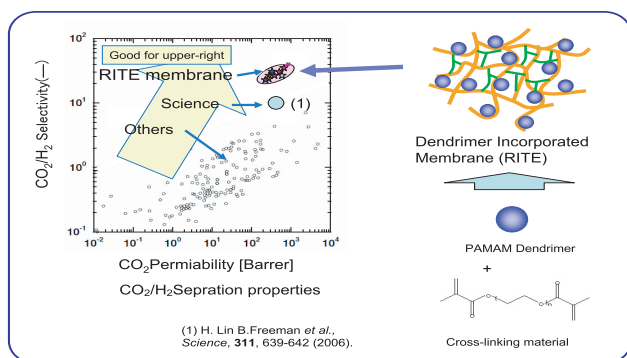 Good for upper-right
RITE membrane
Science
(1)
Others
CO2/H2 Selectivity(—)
10³
10²
10¹
10⁰
10⁻¹
10⁻² 10⁻¹ 10⁰ 10¹ 10² 10³ 10⁴
CO2Permiability [Barrer]
CO2/H2Sepration properties
(1) H. Lin B.Freeman et al.,
Science, 311, 639-642 (2006).
Dendrimer Incorporated
Membrane (RITE)
PAMAM Dendrimer
+
O
O
O
n
O
O
Cross-linking material